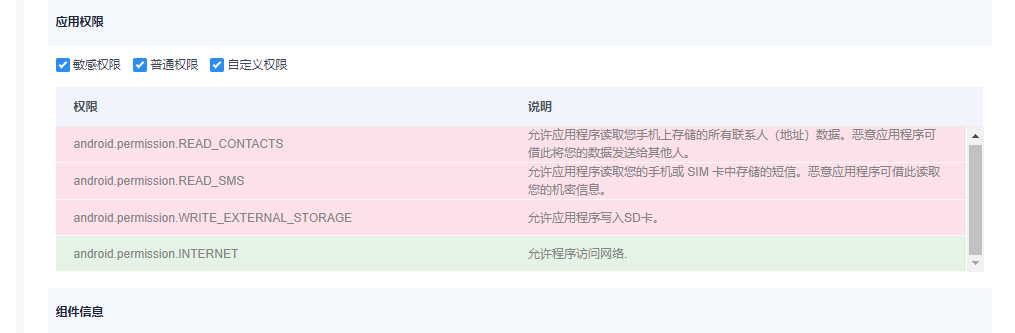 应用权限
敏感权限 普通权限 自定义权限
权限 说明
android.permission.READ_CONTACTS 允许应用程序读取您手机上存储的所有联系人（地址）数据。恶意应用程序可
借此将您的数据发送给其他人。
android.permission.READ_SMS 允许应用程序读取您的手机或 SIM 卡中存储的短信。恶意应用程序可借此读取
您的机密信息。
android.permission.WRITE_EXTERNAL_STORAGE 允许应用程序写入SD卡。
android.permission.INTERNET 允许程序访问网络.
组件信息